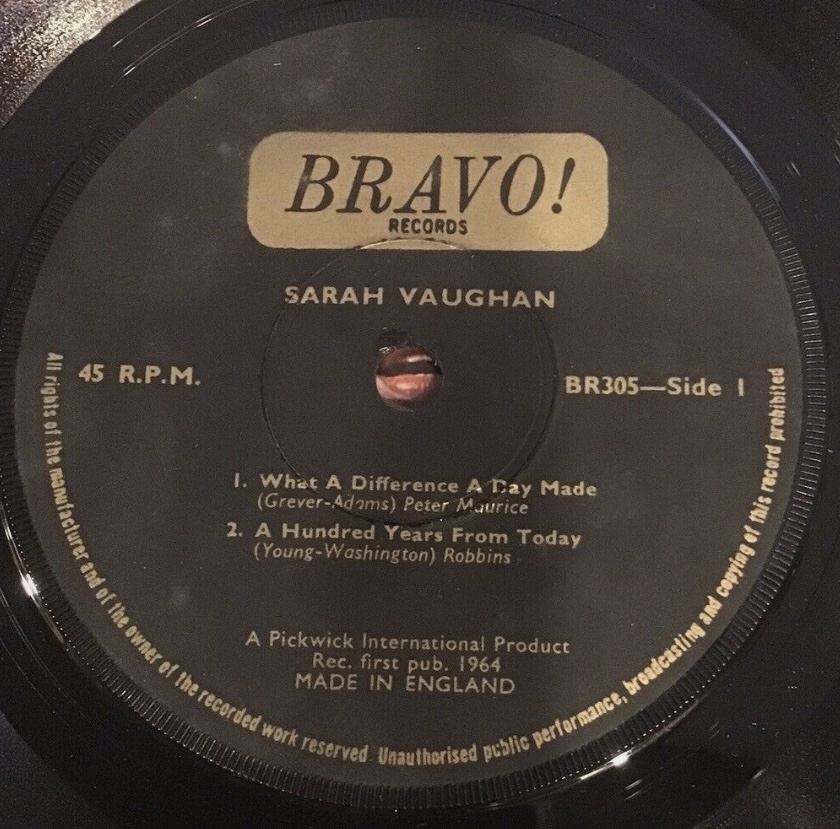 BRAVO!
RECORDS
SARAH VAUGHAN
45 R.P.M.
BR305—Side 1
1. What A Difference A Day Made
(Grever-Adams) Peter Maurice
2. A Hundred Years From Today
(Young-Washington) Robbins
A Pickwick International Product
Rec. first pub. 1964
MADE IN ENGLAND
All rights of the manufacturer and of the owner of the recorded work reserved Unauthorised public performance, broadcasting and copying of this record prohibited